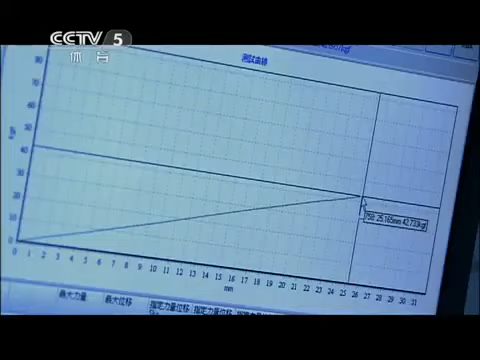 CCTV 5
体育
测试曲线
80
70
60
50
40
30
20
10
0
kgf
0 1 2 3 4 5 6 7 8 9 10 11 12 13 14 15 16 17 18 19 20 21 22 23 24 25 26 27 28 29 30 31
mm
25.165mm 42.733kgf
最大力量 最大位移 指定力量位移 指定力量位移